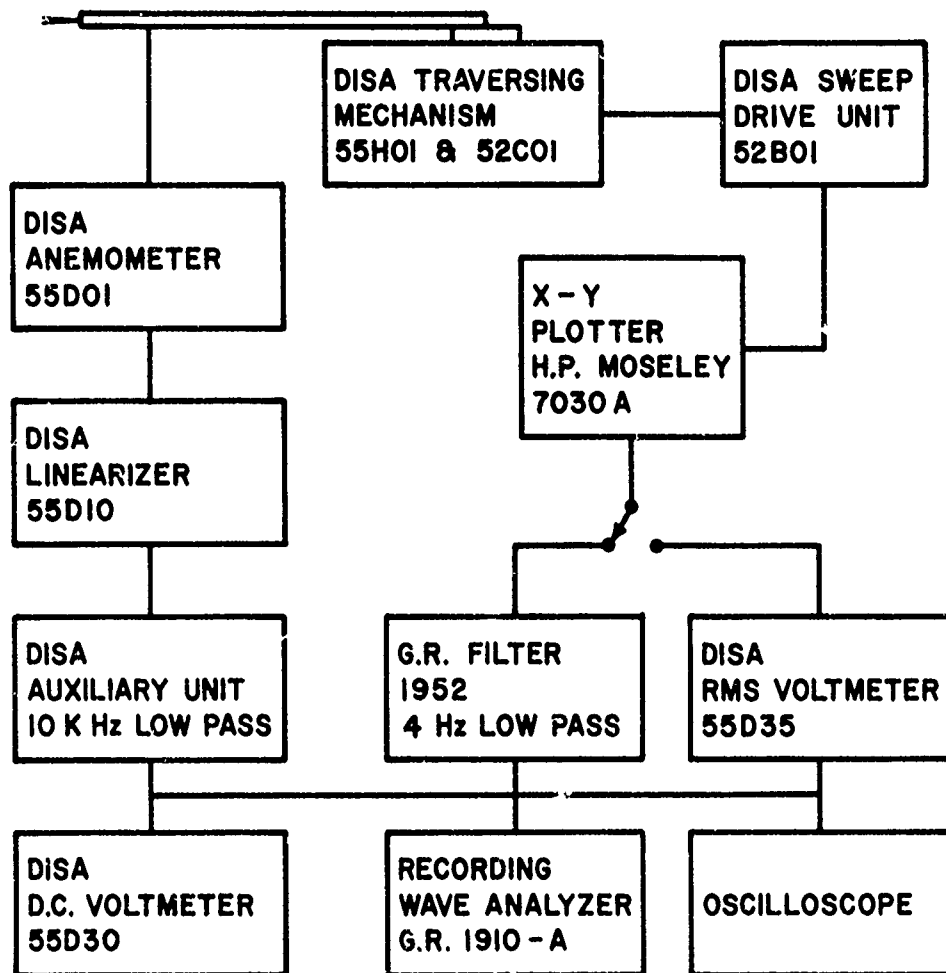 DISA TRAVERSING
MECHANISM
55H01 & 52C01
DISA SWEEP
DRIVE UNIT
52B01
DISA
ANEMOMETER
55D01
X-Y
PLOTTER
H.P. MOSELEY
7030A
DISA
LINEARIZER
55D10
DISA
AUXILIARY UNIT
10 K Hz LOW PASS
G.R. FILTER
1952
4 Hz LOW PASS
DISA
RMS VOLTMETER
55D35
DISA
D.C. VOLTMETER
55D30
RECORDING
WAVE ANALYZER
G.R. 1910-A
OSCILLOSCOPE